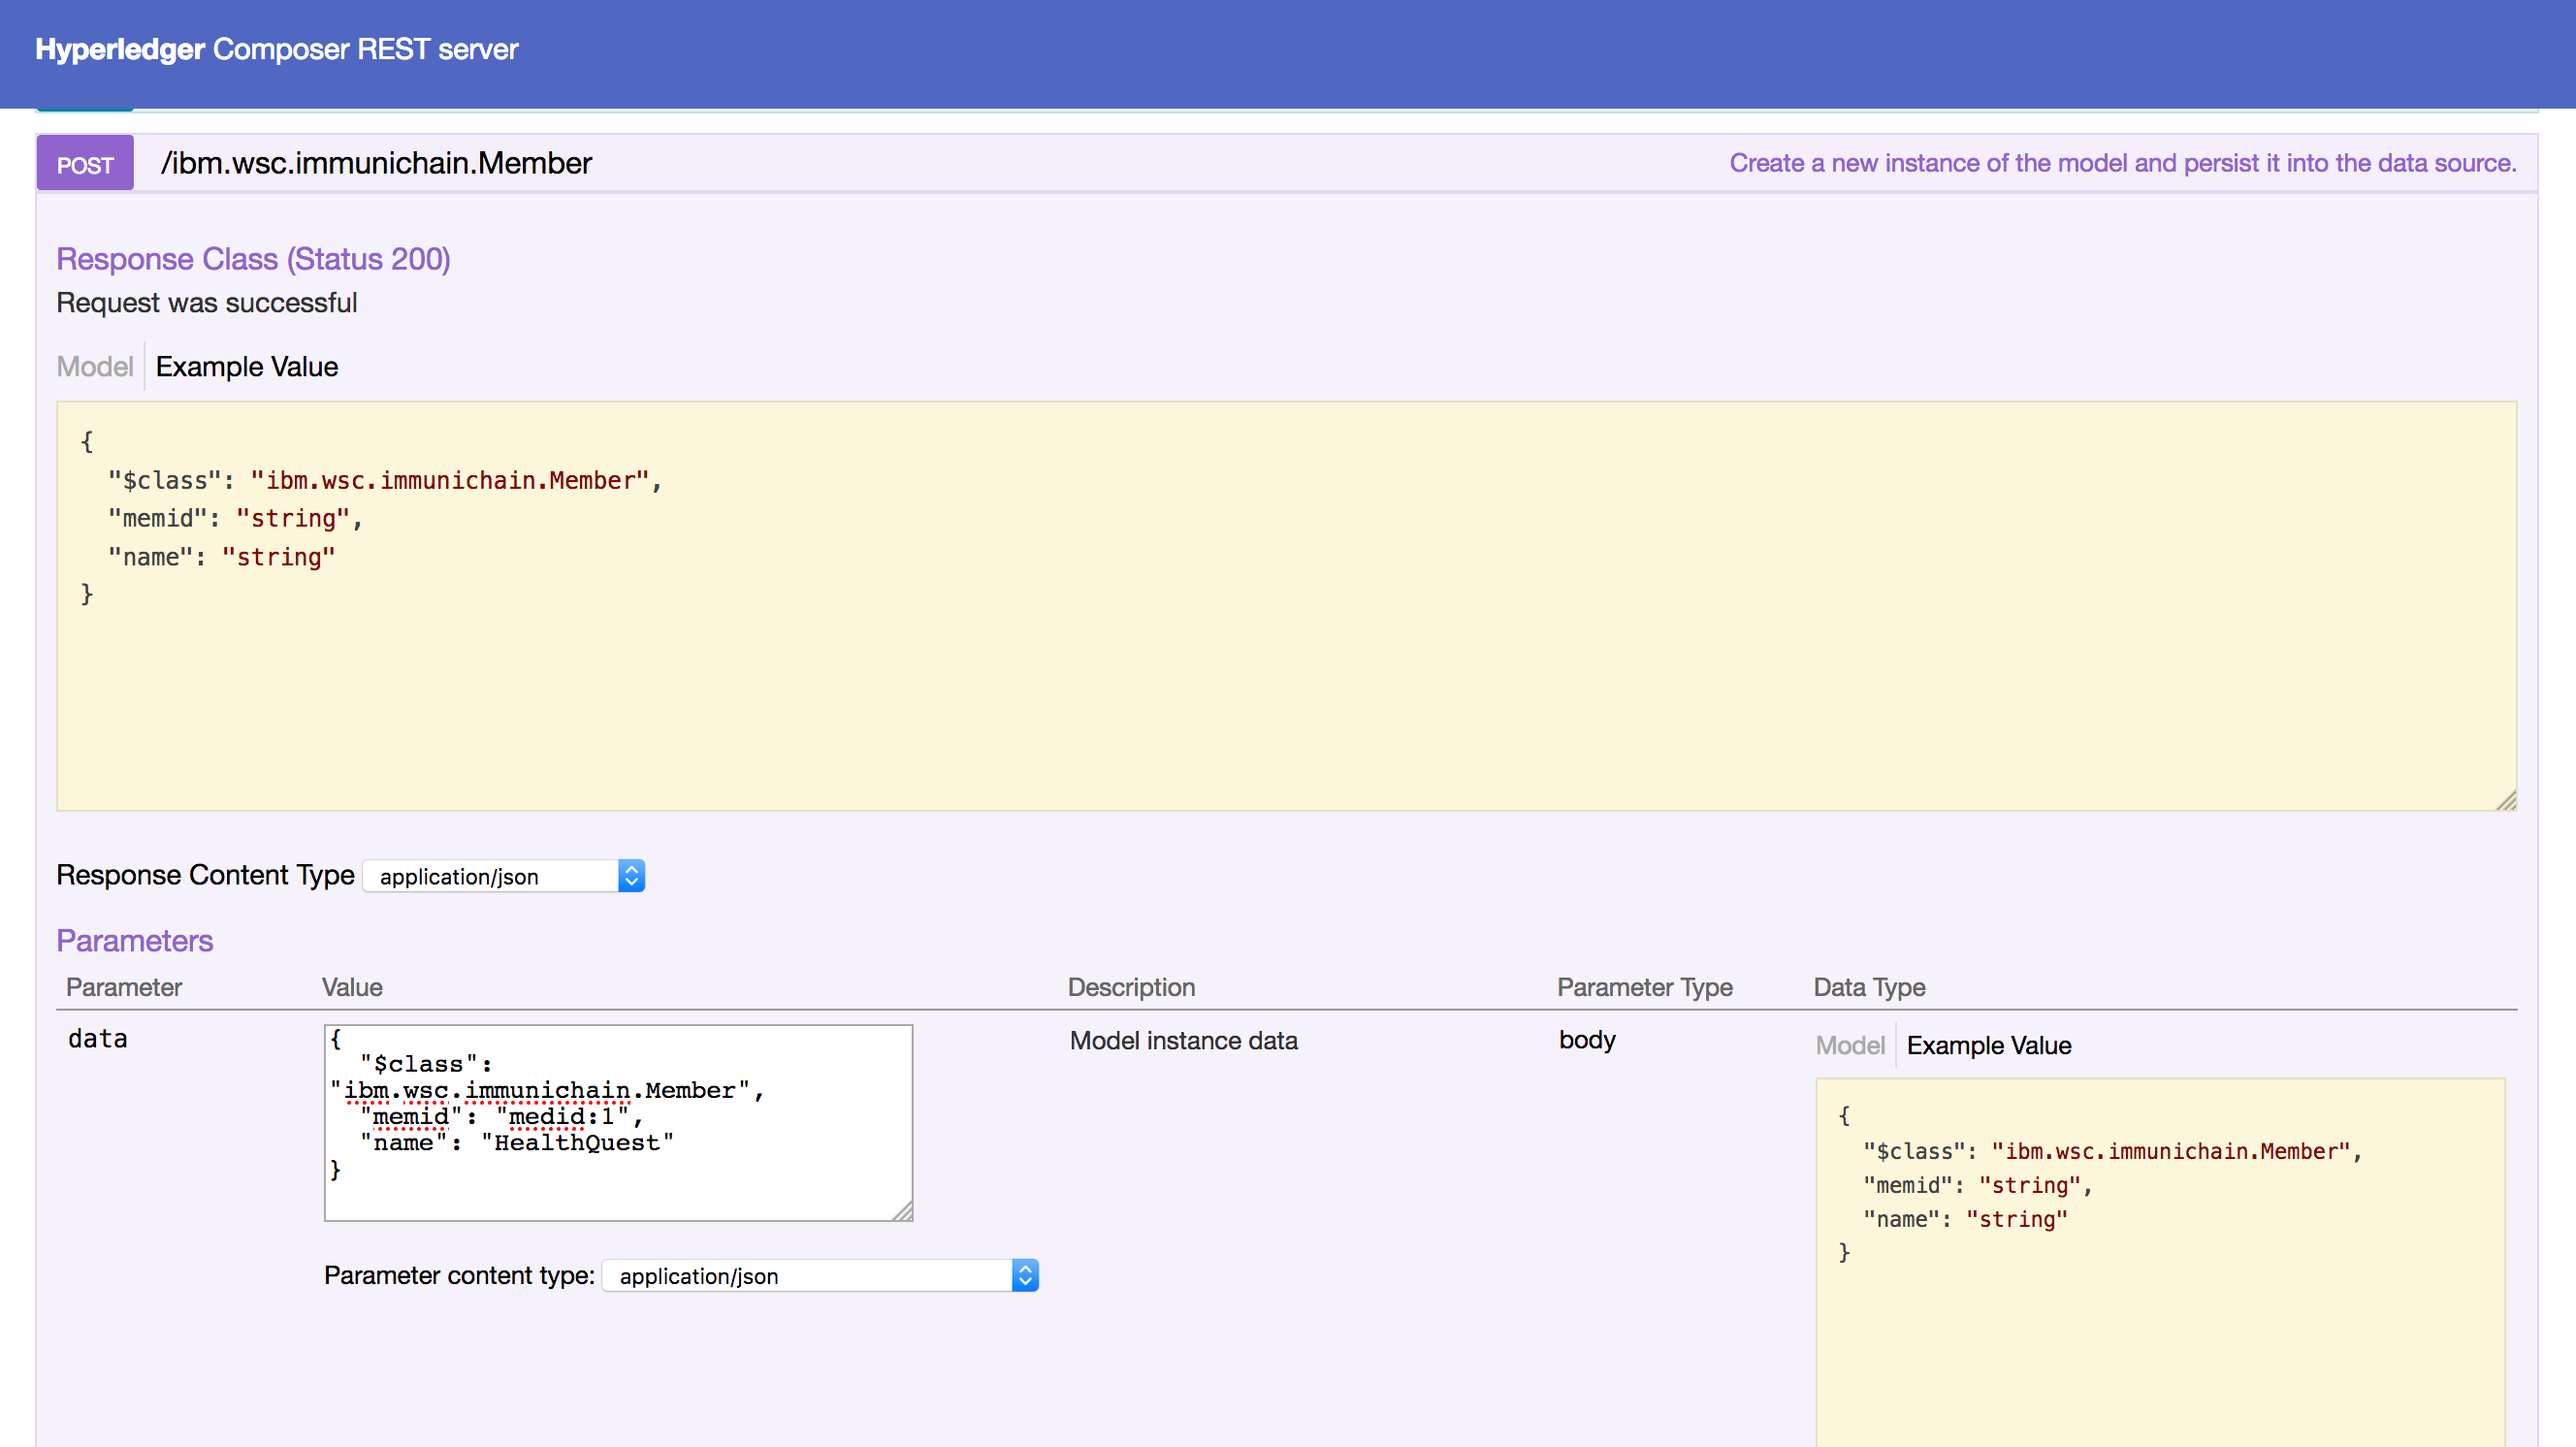 Hyperledger Composer REST server
POST /ibm.wsc.immunichain.Member Create a new instance of the model and persist it into the data source.
Response Class (Status 200)
Request was successful
Model Example Value
{
"$class": "ibm.wsc.immunichain.Member",
"memid": "string",
"name": "string"
}
Response Content Type application/json
Parameters
Parameter Value Description Parameter Type Data Type
data
{
"$class":
"ibm.wsc.immunichain.Member",
"memid": "medid:1",
"name": "HealthQuest"
}
Parameter content type: application/json
Model instance data
body
Model Example Value
{
"$class": "ibm.wsc.immunichain.Member",
"memid": "string",
"name": "string"
}